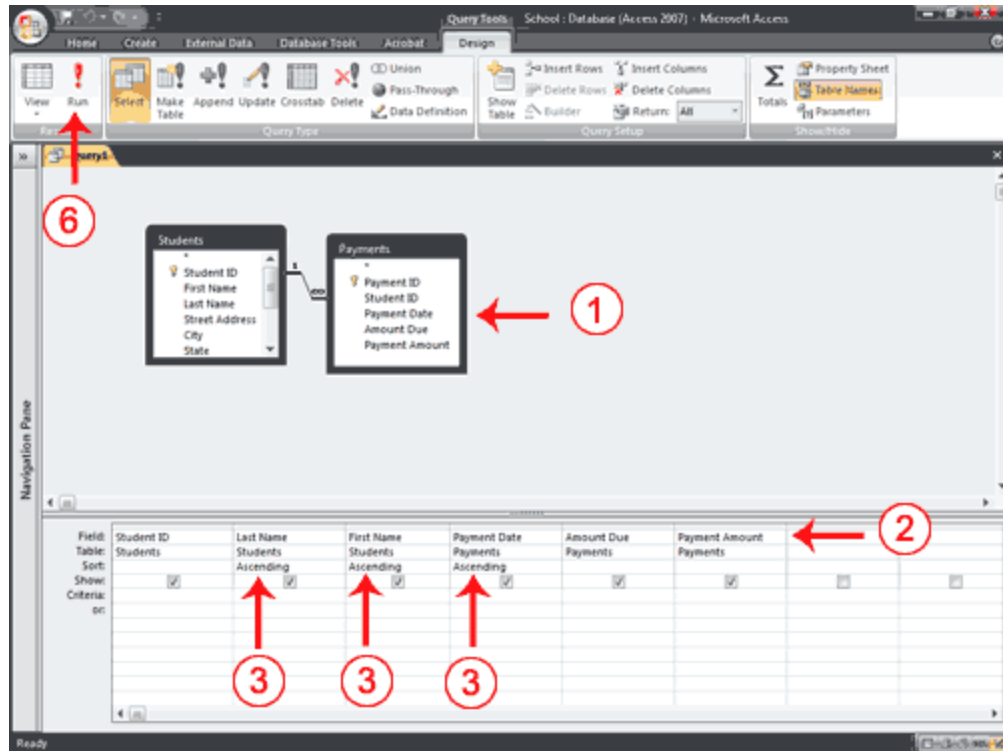 Query Tools School : Database (Access 2007) - Microsoft Access
Home Create External Data Database Tools Acrobat Design
Union Insert Rows Insert Columns Property Sheet
Pass-Through Delete Rows Delete Columns Table Names
View Run Select Make Table Append Update Crosstab Delete Data Definition Show Table Builder Return: All Totals Parameters
Query Type Query Setup Show/Hide
Query1
6
Students
*
Student ID
First Name
Last Name
Street Address
City
State
1
∞
Payments
*
Payment ID
Student ID
Payment Date
Amount Due
Payment Amount
1
Navigation Pane
2
Field: Student ID Last Name First Name Payment Date Amount Due Payment Amount
Table: Students Students Students Payments Payments Payments
Sort: Ascending Ascending Ascending
Show:
Criteria:
or:
3 3 3
Ready